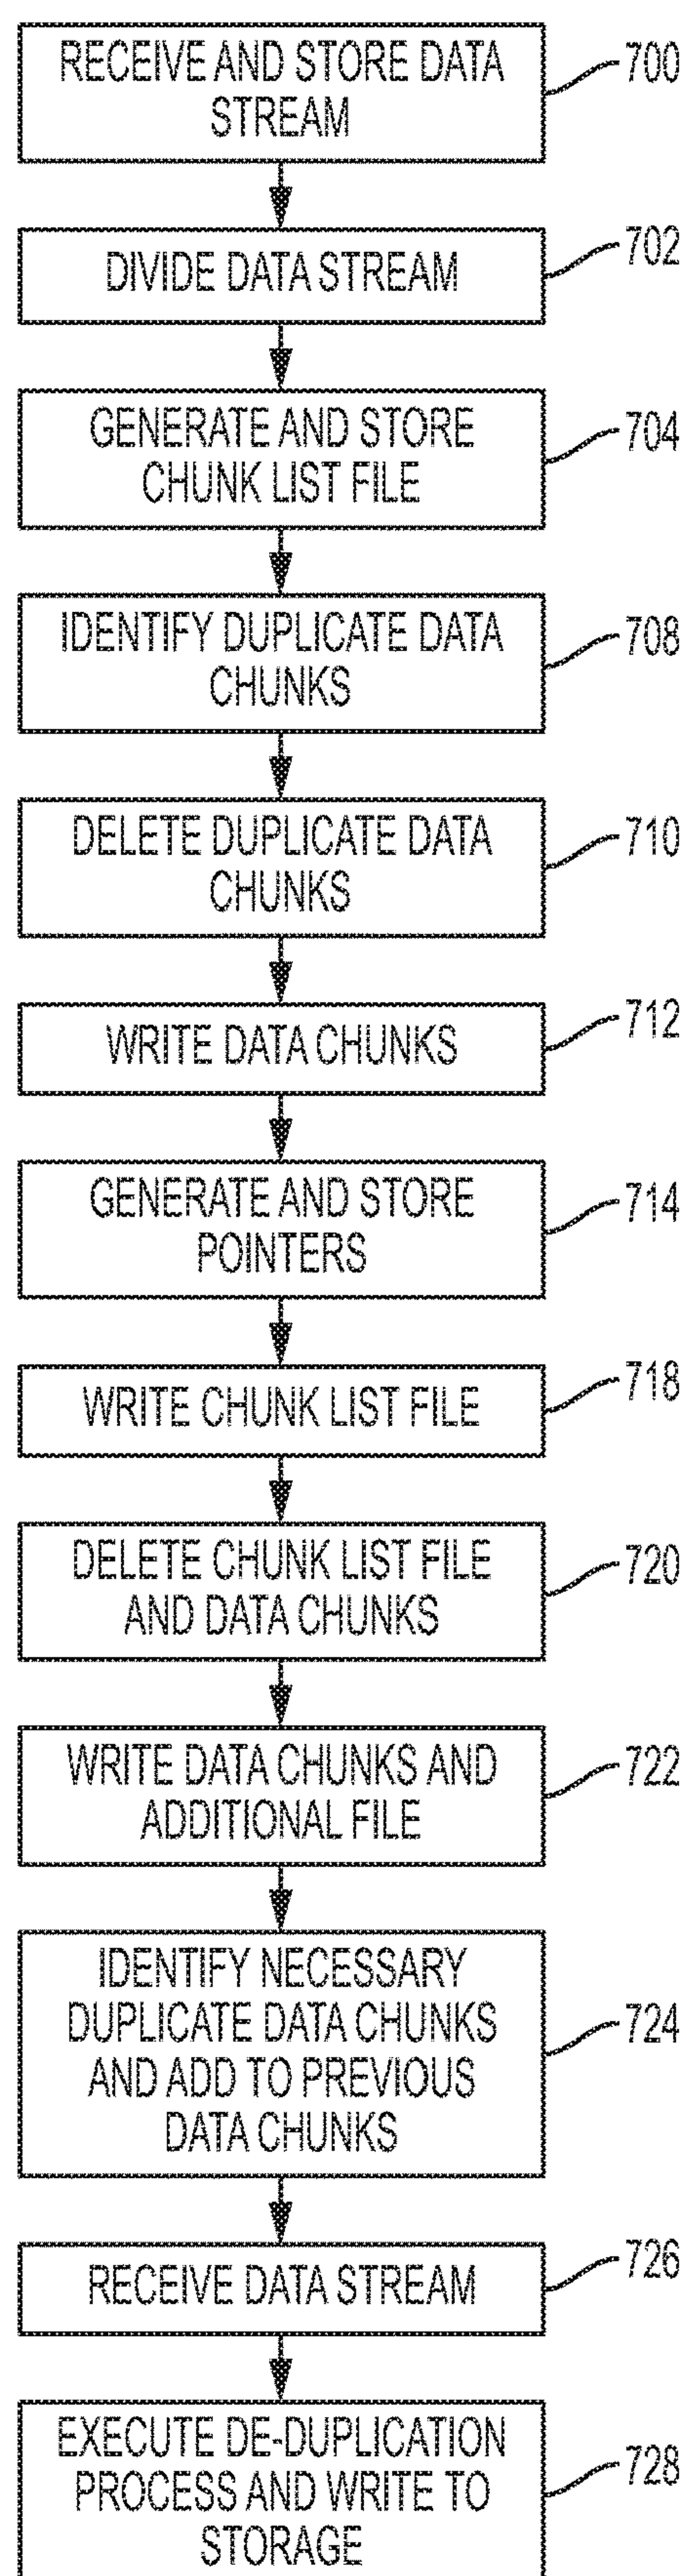 RECEIVE AND STORE DATA
STREAM
700
DIVIDE DATA STREAM
702
GENERATE AND STORE
CHUNK LIST FILE
704
IDENTIFY DUPLICATE DATA
CHUNKS
708
DELETE DUPLICATE DATA
CHUNKS
710
WRITE DATA CHUNKS
712
GENERATE AND STORE
POINTERS
714
WRITE CHUNK LIST FILE
718
DELETE CHUNK LIST FILE
AND DATA CHUNKS
720
WRITE DATA CHUNKS AND
ADDITIONAL FILE
722
IDENTIFY NECESSARY
DUPLICATE DATA CHUNKS
AND ADD TO PREVIOUS
DATA CHUNKS
724
RECEIVE DATA STREAM
726
EXECUTE DE-DUPLICATION
PROCESS AND WRITE TO
STORAGE
728